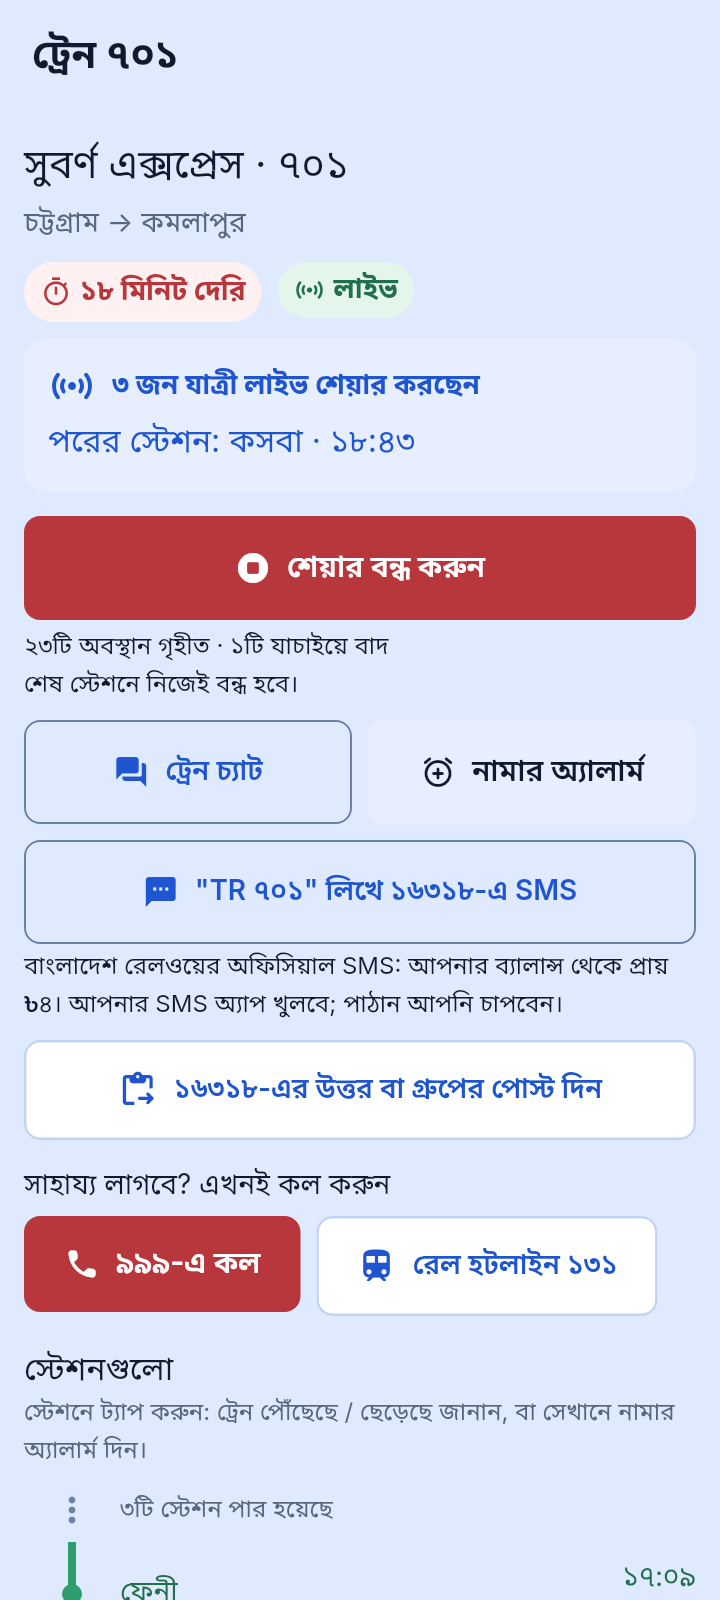 ট্রেন ৭০১
সুবর্ণ এক্সপ্রেস · ৭০১
চট্টগ্রাম → কমলাপুর
১৮ মিনিট দেরি
লাইভ
৩ জন যাত্রী লাইভ শেয়ার করছেন
পরের স্টেশন: কসবা · ১৮:৪৩
শেয়ার বন্ধ করুন
২৩টি অবস্থান গৃহীত · ১টি যাচাইয়ে বাদ
শেষ স্টেশনে নিজেই বন্ধ হবে।
ট্রেন চ্যাট
নামার অ্যালার্ম
"TR ৭০১" লিখে ১৬৩১৮-এ SMS
বাংলাদেশ রেলওয়ের অফিসিয়াল SMS: আপনার ব্যালান্স থেকে প্রায়
৳৪। আপনার SMS অ্যাপ খুলবে; পাঠান আপনি চাপবেন।
১৬৩১৮-এর উত্তর বা গ্রুপের পোস্ট দিন
সাহায্য লাগবে? এখনই কল করুন
৯৯৯-এ কল
রেল হটলাইন ১৩১
স্টেশনগুলো
স্টেশনে ট্যাপ করুন: ট্রেন পৌঁছেছে / ছেড়েছে জানান, বা সেখানে নামার
অ্যালার্ম দিন।
৩টি স্টেশন পার হয়েছে
ফেনী
১৭:০৯